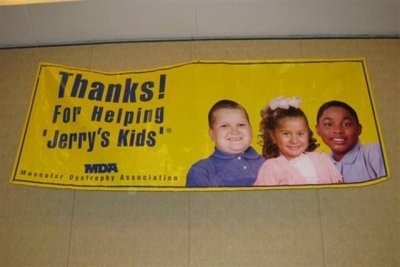 Thanks!
For Helping
'Jerry's Kids'®
MDA
Muscular Dystrophy Association